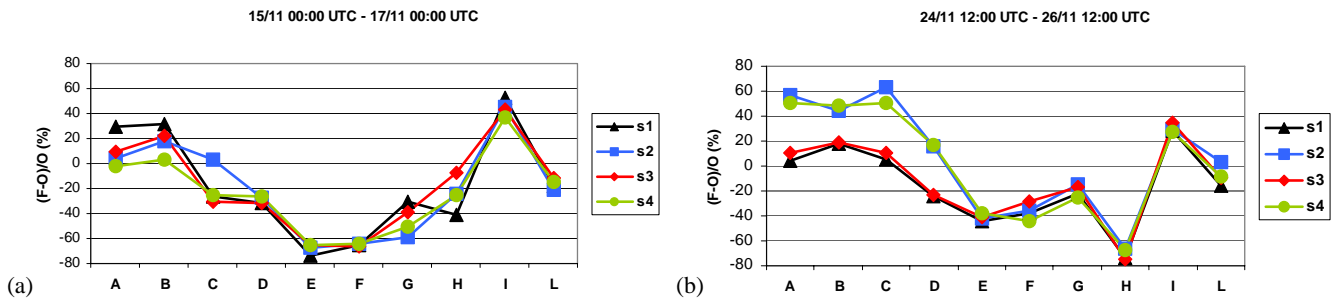 15/11 00:00 UTC - 17/11 00:00 UTC
80
60
40
20
0
-20
-40
-60
-80
(F-O)/O (%)
A B C D E F G H I L
s1
s2
s3
s4
(a)
24/11 12:00 UTC - 26/11 12:00 UTC
80
60
40
20
0
-20
-40
-60
-80
(F-O)/O (%)
A B C D E F G H I L
s1
s2
s3
s4
(b)